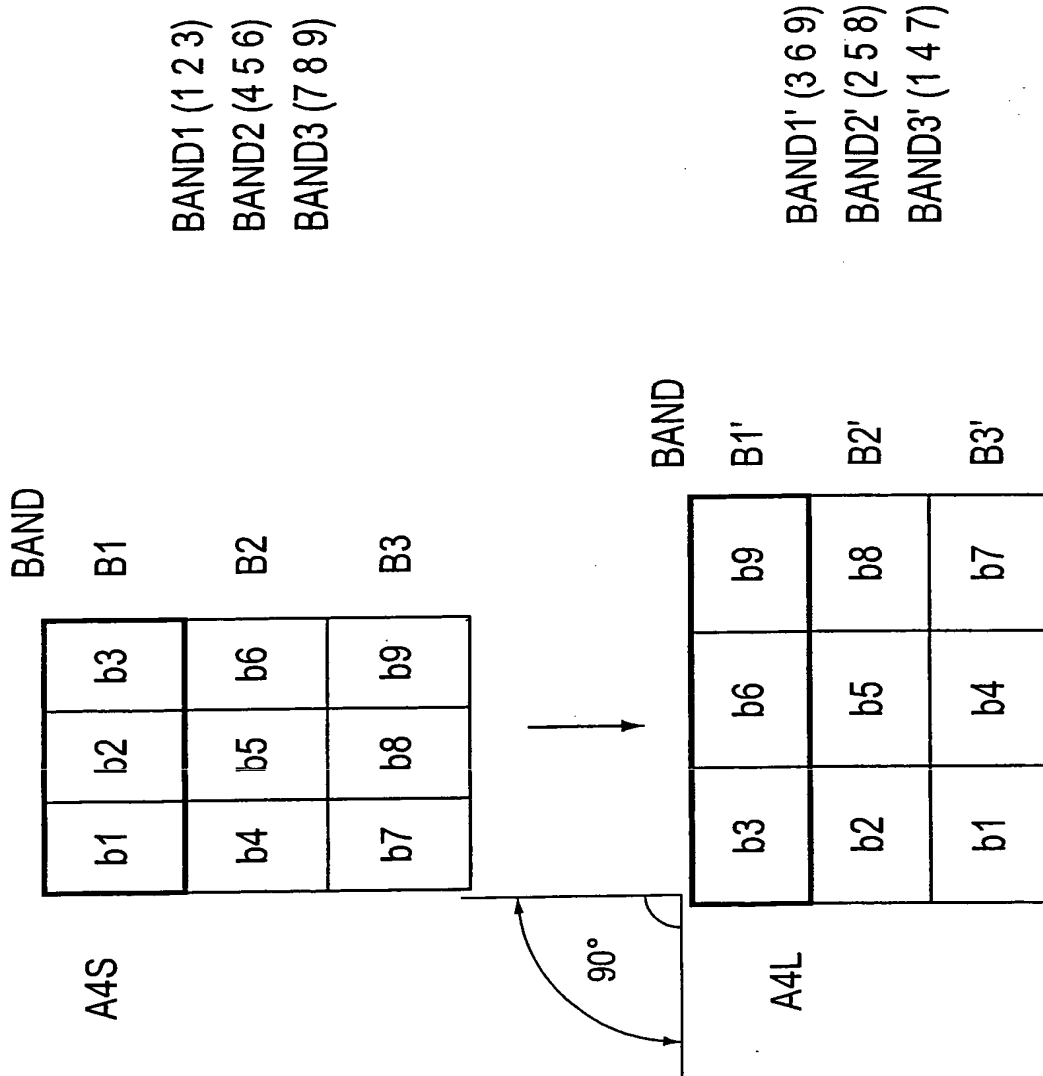 BAND
b1 b2 b3 B1
b4 b5 b6 B2
b7 b8 b9 B3
A4S
BAND1 (1 2 3)
BAND2 (4 5 6)
BAND3 (7 8 9)
90°
BAND
b3 b6 b9 B1'
b2 b5 b8 B2'
b1 b4 b7 B3'
A4L
BAND1' (3 6 9)
BAND2' (2 5 8)
BAND3' (1 4 7)